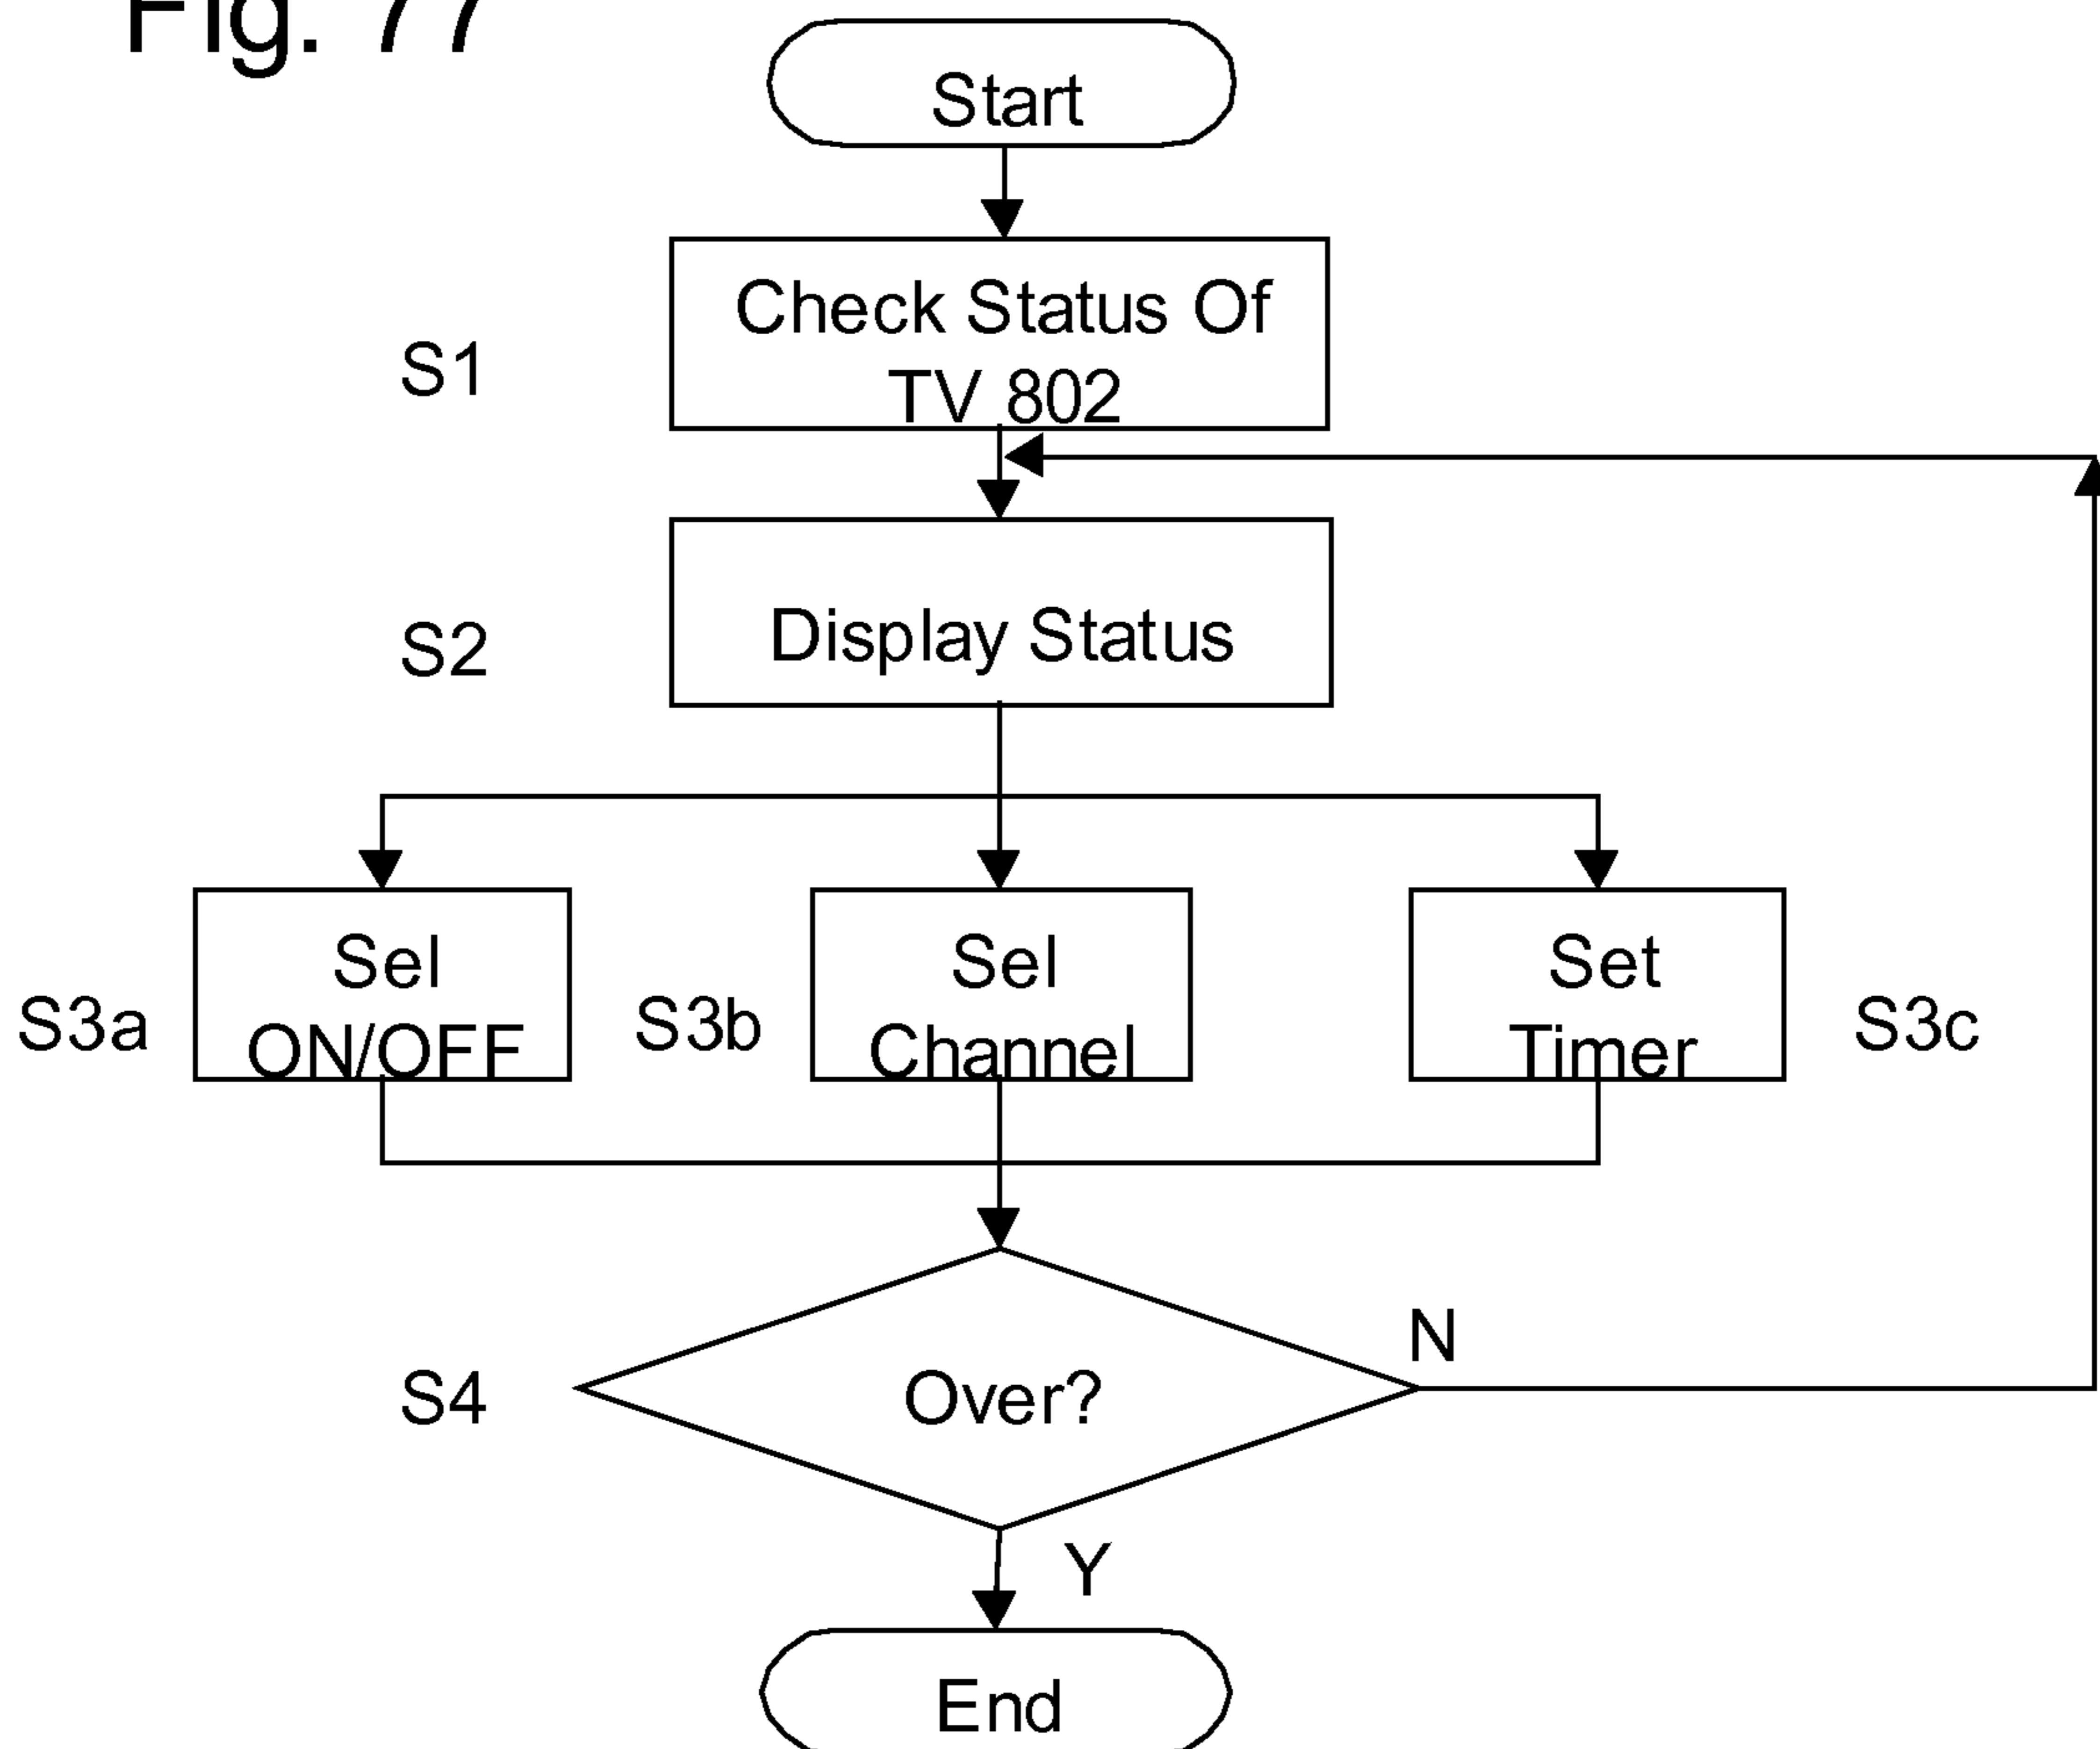 Fig. 77
Start
Check Status Of
TV 802
S1
Display Status
S2
Sel
ON/OFF
S3a
Sel
Channel
S3b
Set
Timer
S3c
Over?
S4
N
Y
End